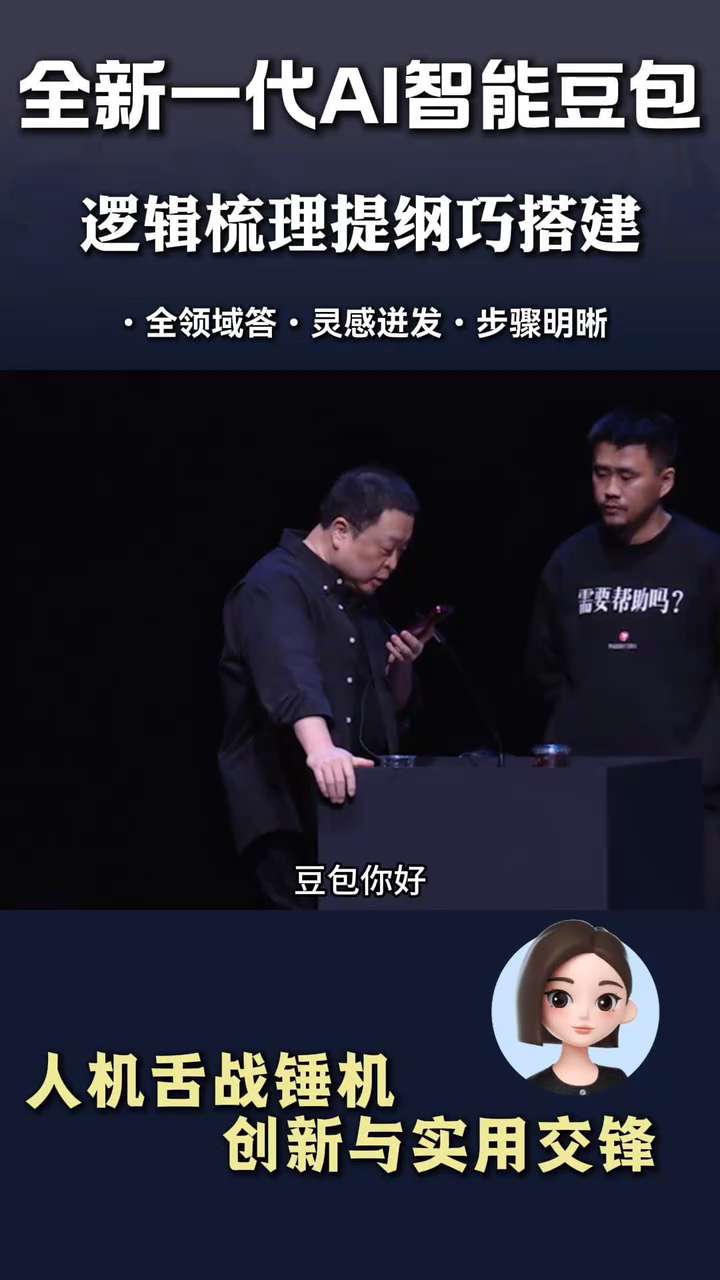 全新一代AI智能豆包
逻辑梳理提纲巧搭建
·全领域答·灵感迸发·步骤明晰
需要帮助吗?
豆包你好
人机舌战锤机
创新与实用交锋